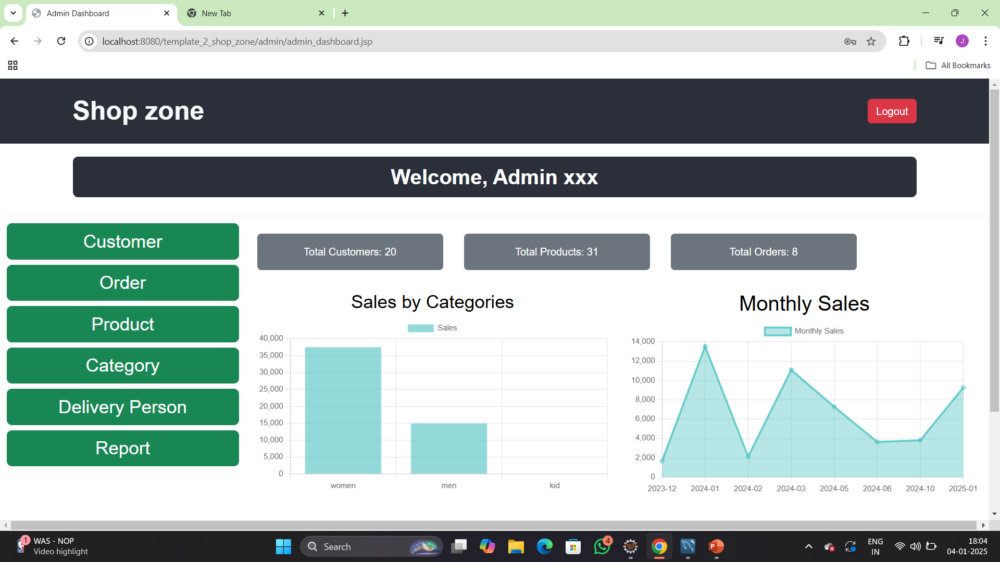 Admin Dashboard
New Tab
localhost:8080/template_2_shop_zone/admin/admin_dashboard.jsp
J
All Bookmarks
Shop zone
Logout
Welcome, Admin xxx
Customer
Order
Product
Category
Delivery Person
Report
Total Customers: 20
Total Products: 31
Total Orders: 8
Sales by Categories
Sales
40,000
35,000
30,000
25,000
20,000
15,000
10,000
5,000
0
women
men
kid
Monthly Sales
Monthly Sales
14,000
12,000
10,000
8,000
6,000
4,000
2,000
0
2023-12
2024-01
2024-02
2024-03
2024-05
2024-06
2024-10
2025-01
1
WAS - NOP
Video highlight
Search
4
P
ENG
IN
18:04
04-01-2025